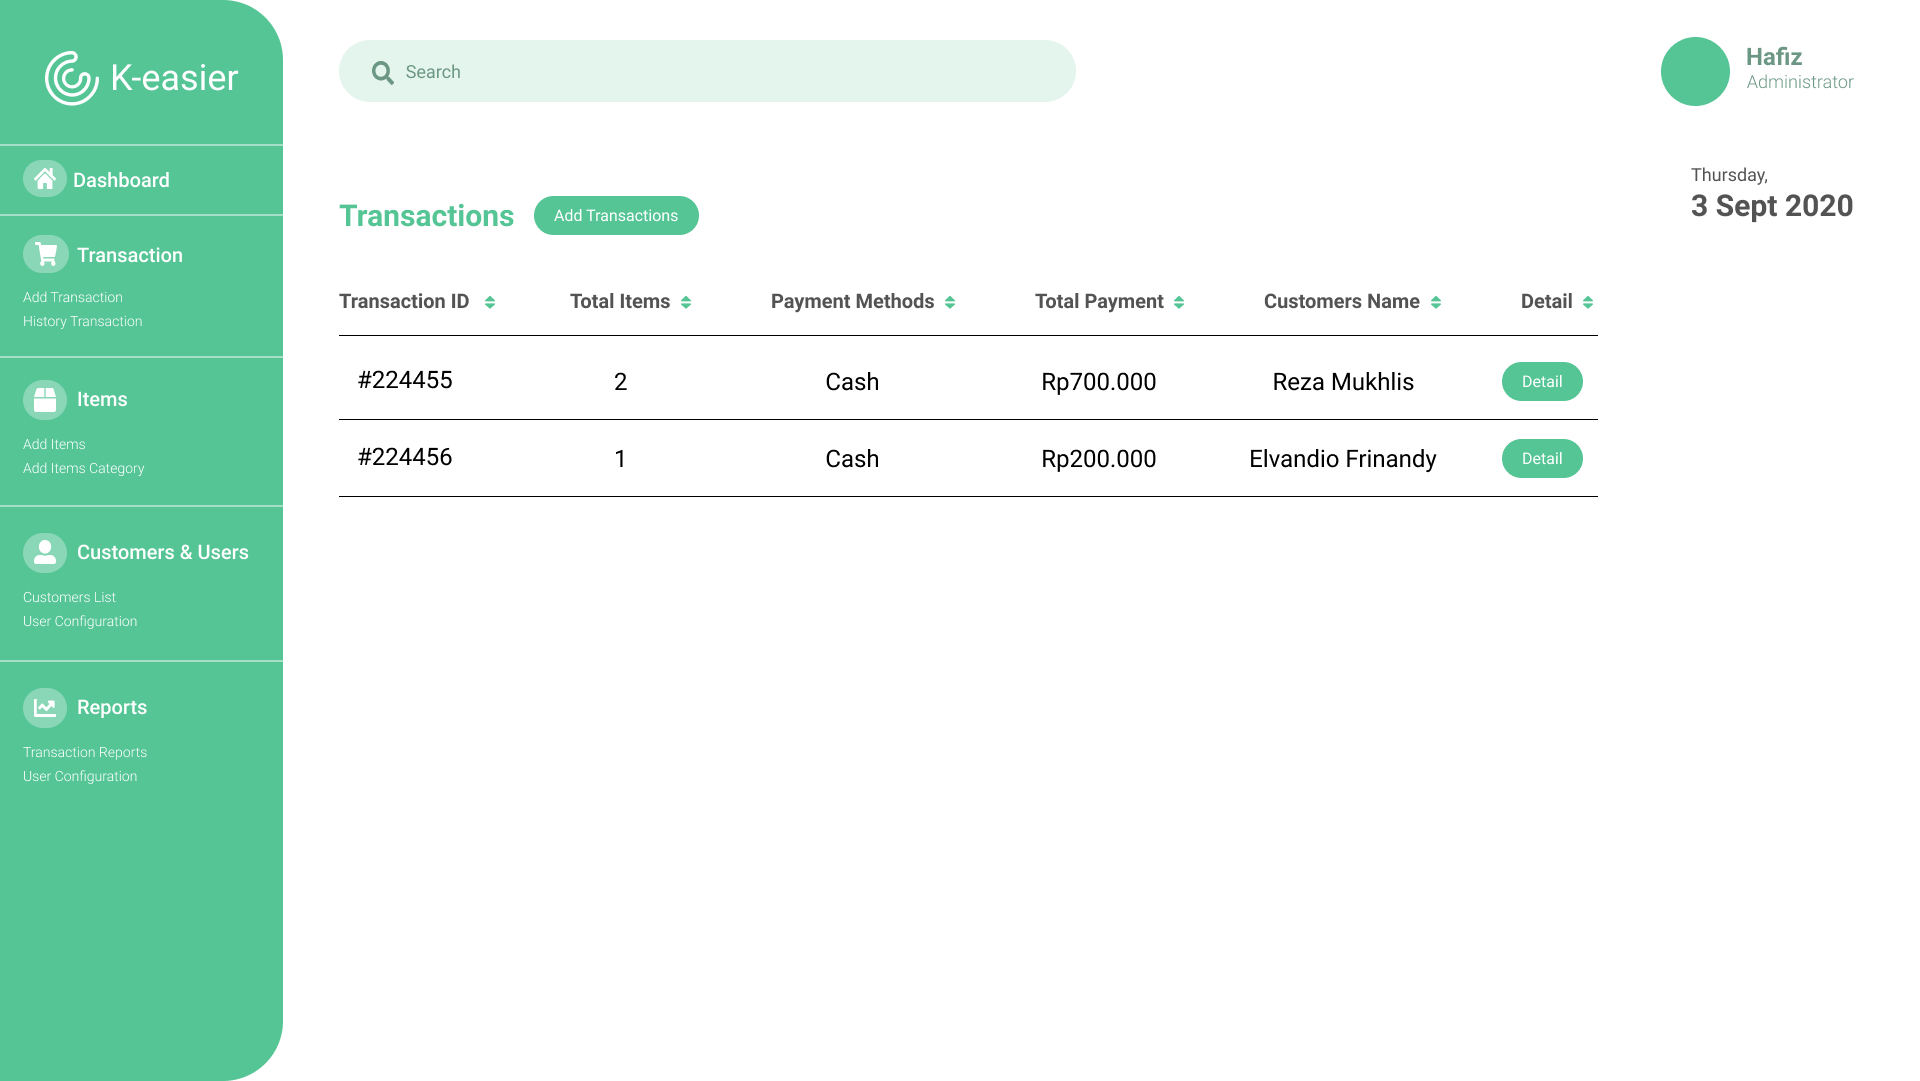 K-easier
Dashboard
Transaction
Add Transaction
History Transaction
Items
Add Items
Add Items Category
Customers & Users
Customers List
User Configuration
Reports
Transaction Reports
User Configuration
Search
Hafiz
Administrator
Thursday,
3 Sept 2020
Transactions Add Transactions
Transaction ID Total Items Payment Methods Total Payment Customers Name Detail
#224455 2 Cash Rp700.000 Reza Mukhlis Detail
#224456 1 Cash Rp200.000 Elvandio Frinandy Detail